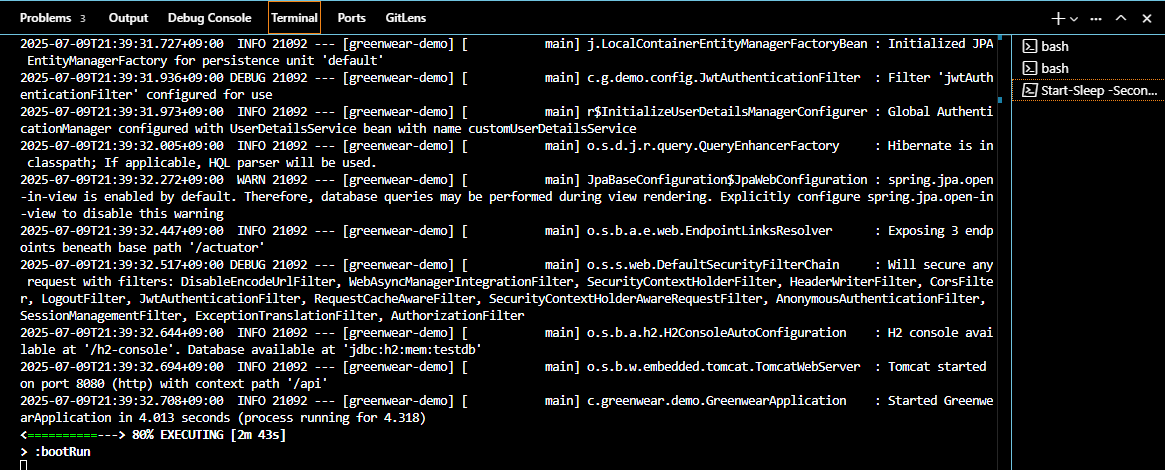 Problems 3 Output Debug Console Terminal Ports GitLens
2025-07-09T21:39:31.727+09:00  INFO 21092 --- [greenwear-demo] [           main] j.LocalContainerEntityManagerFactoryBean : Initialized JPA
 EntityManagerFactory for persistence unit 'default'
2025-07-09T21:39:31.936+09:00 DEBUG 21092 --- [greenwear-demo] [           main] c.g.demo.config.JwtAuthenticationFilter  : Filter 'jwtAuth
enticationFilter' configured for use
2025-07-09T21:39:31.973+09:00  INFO 21092 --- [greenwear-demo] [           main] r$InitializeUserDetailsManagerConfigurer : Global Authenti
cationManager configured with UserDetailsService bean with name customUserDetailsService
2025-07-09T21:39:32.005+09:00  INFO 21092 --- [greenwear-demo] [           main] o.s.d.j.r.query.QueryEnhancerFactory     : Hibernate is in
 classpath; If applicable, HQL parser will be used.
2025-07-09T21:39:32.272+09:00  WARN 21092 --- [greenwear-demo] [           main] JpaBaseConfiguration$JpaWebConfiguration : spring.jpa.open
-in-view is enabled by default. Therefore, database queries may be performed during view rendering. Explicitly configure spring.jpa.open-in
-view to disable this warning
2025-07-09T21:39:32.447+09:00  INFO 21092 --- [greenwear-demo] [           main] o.s.b.a.e.web.EndpointLinksResolver      : Exposing 3 endp
oints beneath base path '/actuator'
2025-07-09T21:39:32.517+09:00 DEBUG 21092 --- [greenwear-demo] [           main] o.s.s.web.DefaultSecurityFilterChain     : Will secure any
 request with filters: DisableEncodeUrlFilter, WebAsyncManagerIntegrationFilter, SecurityContextHolderFilter, HeaderWriterFilter, CorsFilte
r, LogoutFilter, JwtAuthenticationFilter, RequestCacheAwareFilter, SecurityContextHolderAwareRequestFilter, AnonymousAuthenticationFilter,
SessionManagementFilter, ExceptionTranslationFilter, AuthorizationFilter
2025-07-09T21:39:32.644+09:00  INFO 21092 --- [greenwear-demo] [           main] o.s.b.a.h2.H2ConsoleAutoConfiguration    : H2 console avai
lable at '/h2-console'. Database available at 'jdbc:h2:mem:testdb'
2025-07-09T21:39:32.694+09:00  INFO 21092 --- [greenwear-demo] [           main] o.s.b.w.embedded.tomcat.TomcatWebServer  : Tomcat started
on port 8080 (http) with context path '/api'
2025-07-09T21:39:32.708+09:00  INFO 21092 --- [greenwear-demo] [           main] c.greenwear.demo.GreenwearApplication    : Started Greenwe
arApplication in 4.013 seconds (process running for 4.318)
<==========---> 80% EXECUTING [2m 43s]
> :bootRun
bash
bash
Start-Sleep -Secon...